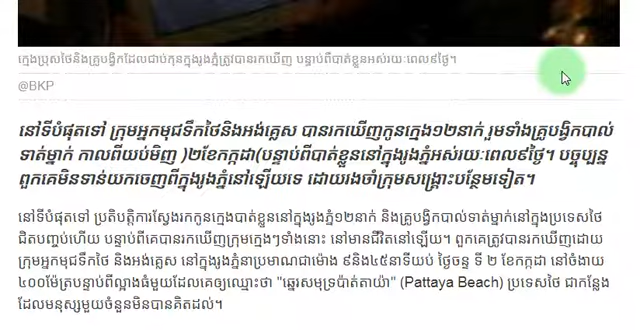 ក្មេងប្រុសថៃនិងគ្រូបង្វឹកដែលជាប់កុនក្នុងរូងភ្នំត្រូវបានរកឃើញ បន្ទាប់ពីបាត់ខ្លួនអស់រយៈពេល៩ថ្ងៃ។
@BKP
នៅទីបំផុតទៅ ក្រុមអ្នកមុជទឹកថៃនិងអង់គ្លេស បានរកឃើញកូនក្មេង១២នាក់ រួមទាំងគ្រូបង្វិកបាល់
ទាត់ម្នាក់ កាលពីយប់មិញ )២ខែកក្កដា(បន្ទាប់ពីបាត់ខ្លួននៅក្នុងរូងភ្នំអស់រយៈពេល៩ថ្ងៃ។ បច្ចុប្បន្ន
ពួកគេមិនទាន់យកចេញពីក្នុងរូងភ្នំនៅឡើយទេ ដោយរងចាំក្រុមសង្គ្រោះបន្ថែមទៀត។
នៅទីបំផុតទៅ ប្រតិបត្តិការស្វែងរកកូនក្មេងបាត់ខ្លួននៅក្នុងរូងភ្នំ១២នាក់ និងគ្រូបង្វឹកបាល់ទាត់ម្នាក់នៅក្នុងប្រទេសថៃ
ជិតបញ្ចប់ហើយ បន្ទាប់ពីគេបានរកឃើញក្រុមក្មេងៗទាំងនោះ នៅមានជីវិតនៅឡើយ។ ពួកគេត្រូវបានរកឃើញដោយ
ក្រុមអ្នកមុជទឹកថៃ និងអង់គ្លេស នៅក្នុងរូងភ្នំនាប្រមាណជាម៉ោង ៩និង៤៥នាទីយប់ ថ្ងៃចន្ទ ទី ២ ខែកក្កដា នៅចំងាយ
៤០០ម៉ែត្របន្ទាប់ពីល្អាងធំមួយដែលគេឲ្យឈ្មោះថា "ឆ្នេរសមុទ្រប៉ាត់តាយ៉ា" (Pattaya Beach) ប្រទេសថៃ ជាកន្លែង
ដែលមនុស្សមួយចំនួនមិនបានគិតដល់។